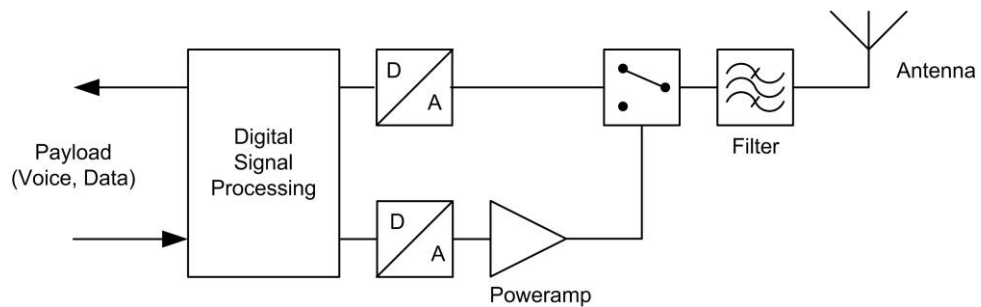 Payload
(Voice, Data)
Digital
Signal
Processing
D
A
D
A
Poweramp
Filter
Antenna